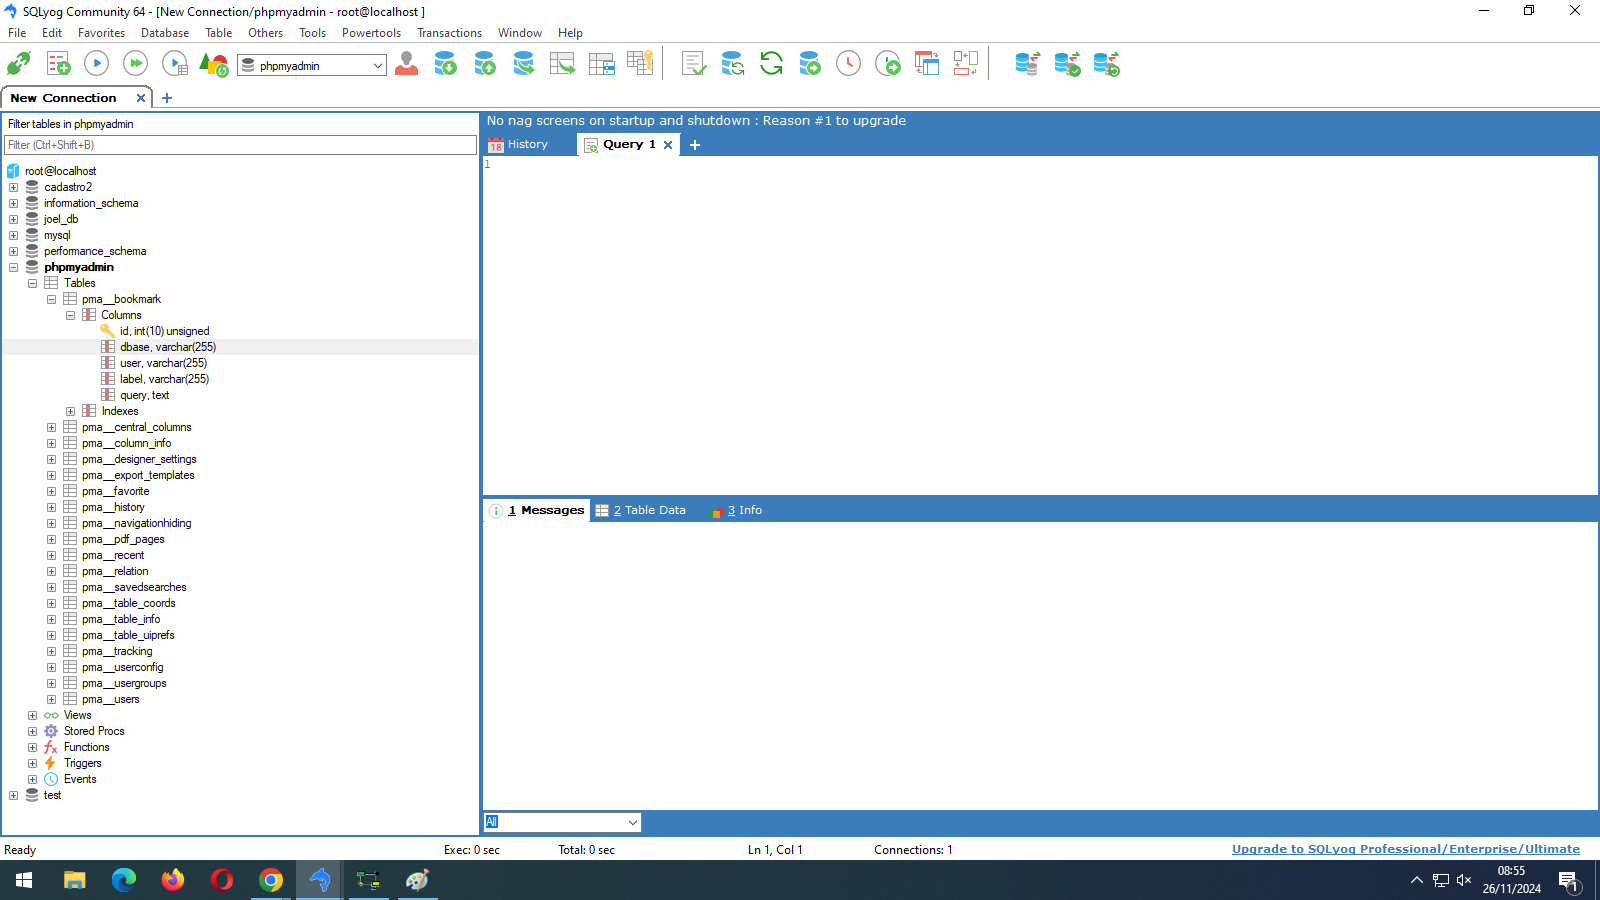 SQLyog Community 64 - [New Connection/phpmyadmin - root@localhost ]
File Edit Favorites Database Table Others Tools Powertools Transactions Window Help
phpmyadmin
New Connection
Filter tables in phpmyadmin
Filter (Ctrl+Shift+B)
root@localhost
cadastro2
information_schema
joel_db
mysql
performance_schema
phpmyadmin
Tables
pma__bookmark
Columns
id, int(10) unsigned
dbase, varchar(255)
user, varchar(255)
label, varchar(255)
query, text
Indexes
pma__central_columns
pma__column_info
pma__designer_settings
pma__export_templates
pma__favorite
pma__history
pma__navigationhiding
pma__pdf_pages
pma__recent
pma__relation
pma__savedsearches
pma__table_coords
pma__table_info
pma__table_uiprefs
pma__tracking
pma__userconfig
pma__usergroups
pma__users
Views
Stored Procs
Functions
Triggers
Events
test
No nag screens on startup and shutdown : Reason #1 to upgrade
18 History Query 1
1
1 Messages 2 Table Data 3 Info
All
Ready Exec: 0 sec Total: 0 sec Ln 1, Col 1 Connections: 1 Upgrade to SQLyog Professional/Enterprise/Ultimate
08:55
26/11/2024
1